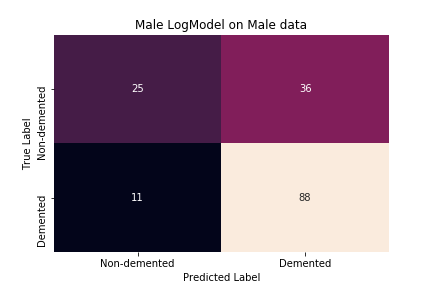 Male LogModel on Male data
True Label
Non-demented
25
36
Demented
11
88
Non-demented
Demented
Predicted Label